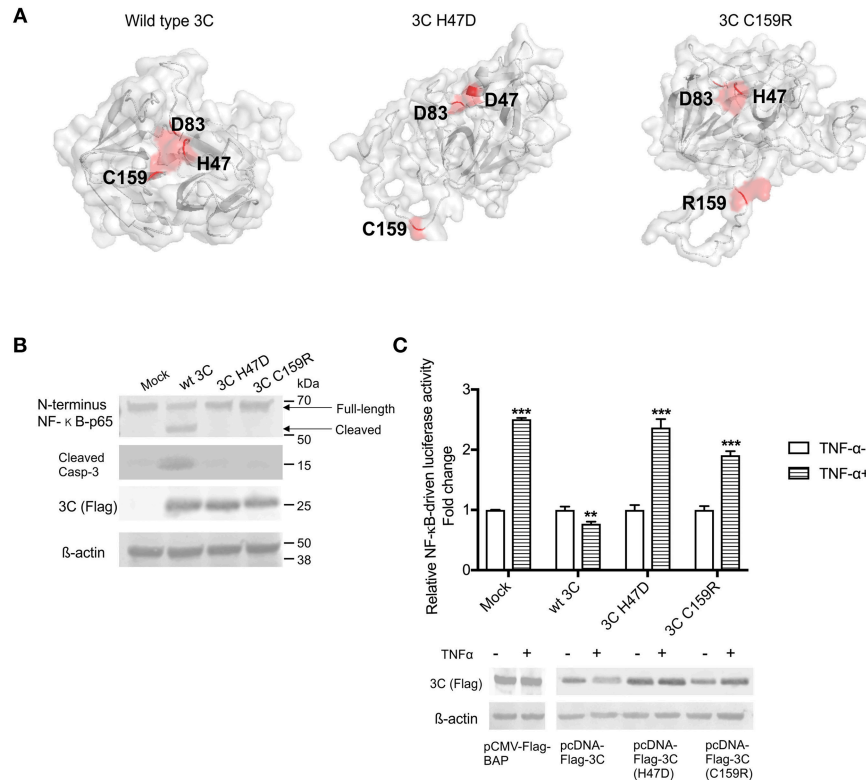 A
Wild type 3C
3C H47D
3C C159R
D83
H47
C159
D83
D47
C159
D83
H47
R159
B
Mock
wt 3C
3C H47D
3C C159R
kDa
N-terminus
NF-κB-p65
70
Full-length
Cleaved
50
Cleaved
Casp-3
15
3C (Flag)
25
ß-actin
50
38
C
Relative NF-κB-driven luciferase activity
Fold change
3
2
1
0
***
**
***
***
TNF-α-
TNF-α+
Mock
wt 3C
3C H47D
3C C159R
TNFα - + - + - + - +
3C (Flag)
ß-actin
pCMV-Flag-
BAP
pcDNA-
Flag-3C
pcDNA-
Flag-3C
(H47D)
pcDNA-
Flag-3C
(C159R)